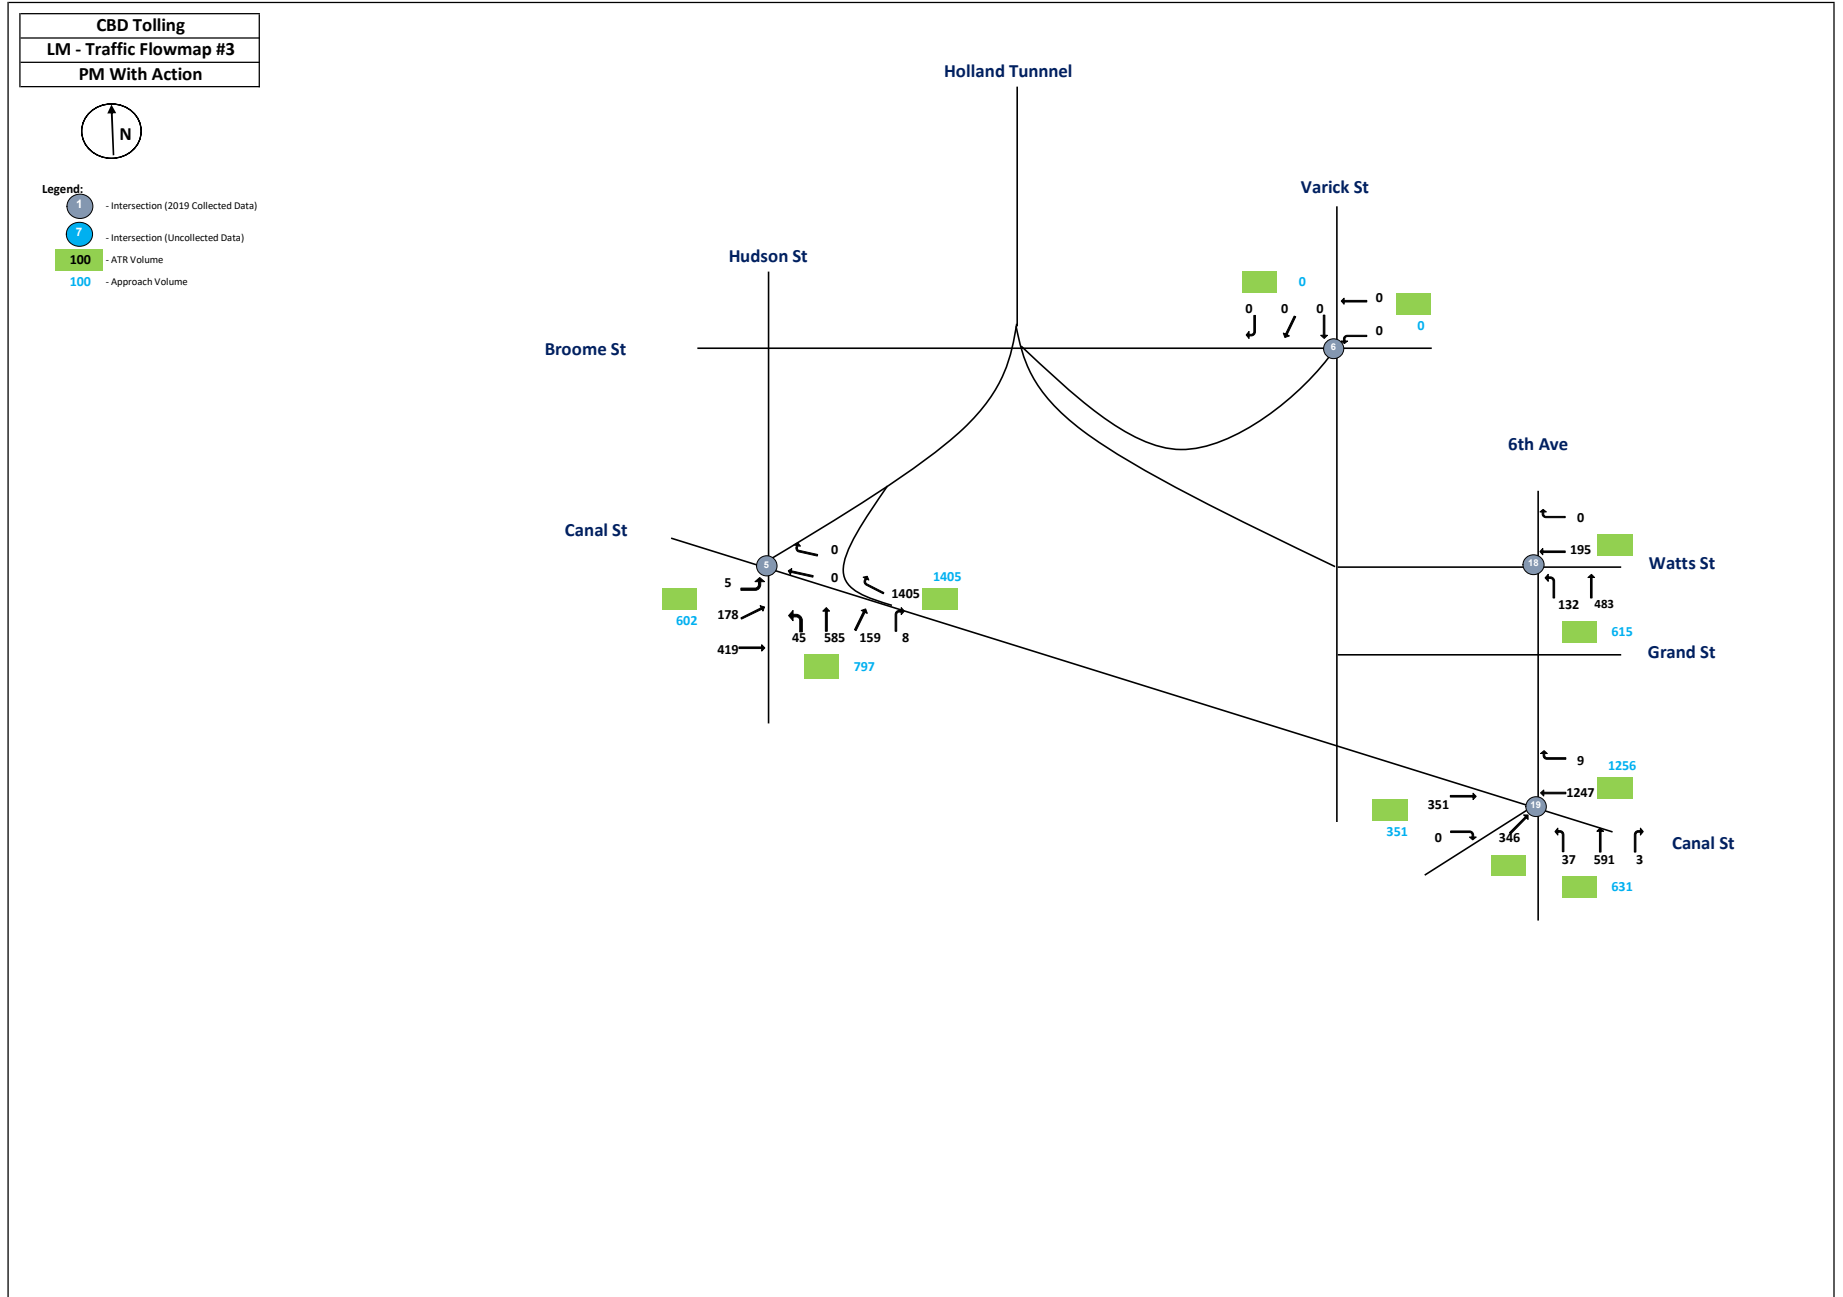 CBD Tolling
LM - Traffic Flowmap #3
PM With Action
N
Legend:
1 - Intersection (2019 Collected Data)
7 - Intersection (Uncollected Data)
100 - ATR Volume
100 - Approach Volume
Holland Tunnnel
Varick St
Hudson St
0
0 0 0 0
0 0
Broome St
6
6th Ave
Canal St
0
195
Watts St
18
132 483
615
5
0
0
5
1405
1405
178
602
45 585 159 8
419
797
Grand St
9
1256
1247
351
351
19
0
346
37 591 3
Canal St
631